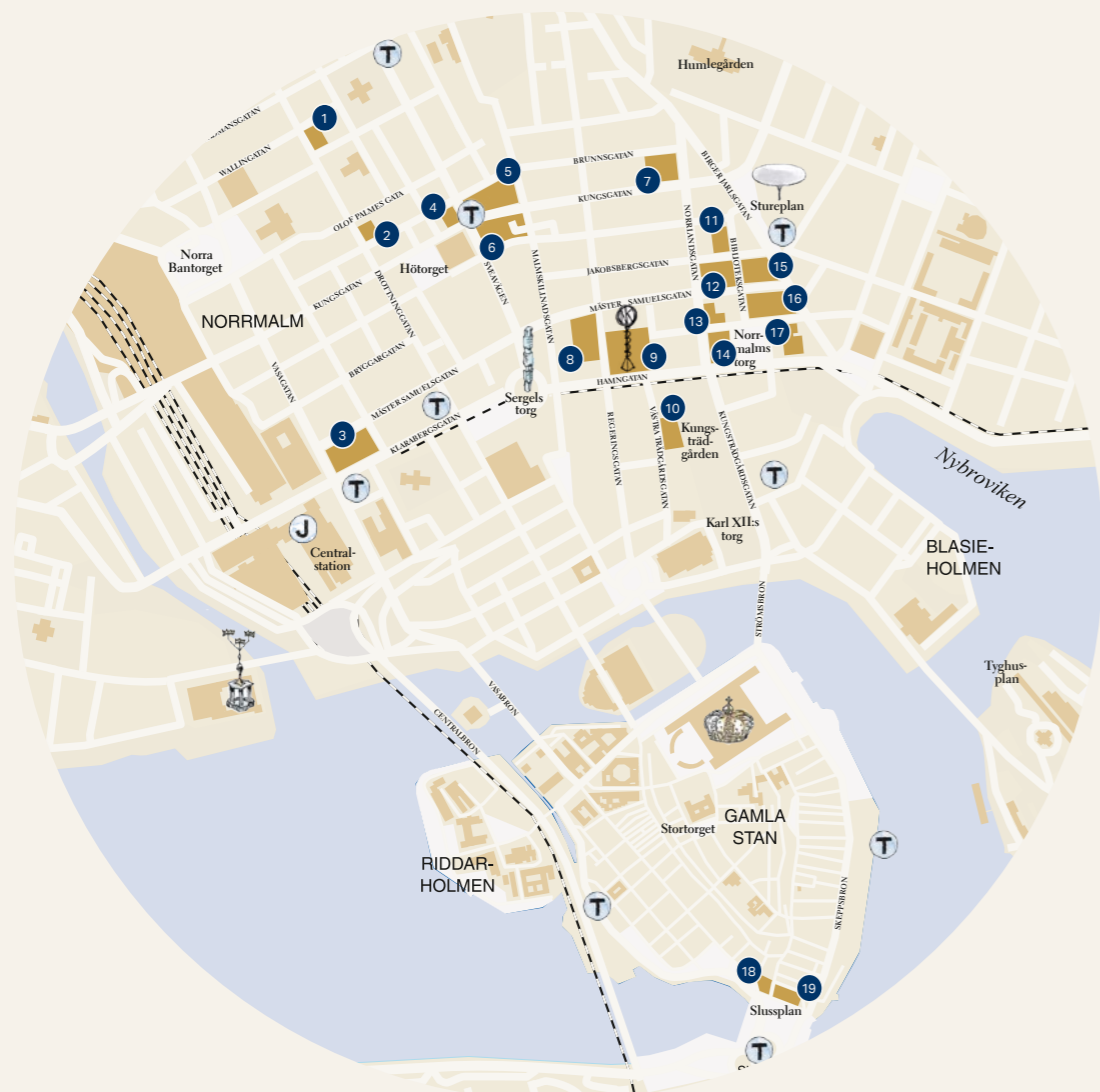 T
Humlegården
1
MANSGATAN
WALLINGATAN
BRUNNSGATAN
BIRGER JARLSGATAN
5
7
Stureplan
KUNGSGATAN
OLOF PALMES GATA
4
T
2
6
11
T
Norra
Bantorget
Hötorget
NORRLANDSGATAN
BIBLIOTEKSGATAN
JAKOBSBERGSGATAN
15
12
SVEAVÄGEN
MALMSKILLNADSGATAN
KUNGSGATAN
DROTTNINGGATAN
MÄSTER SAMUELSGATAN
16
NORRMALM
NK
13
17
Norr-
malms
torg
14
8
9
BRYGGARGATAN
VASAGATAN
HAMNGATAN
MÄSTER SAMUELSGATAN
T
Sergels
torg
KLARABERGSGATAN
10
Kungs-
träd-
gården
3
REGERINGSGATAN
VÄSTRA TRÄDGÅRDSGATAN
KUNGSTRÄDGÅRDSGATAN
T
T
Nybroviken
J
Central-
station
Karl XII:s
torg
BLASIE-
HOLMEN
STRÖMSBRON
Tyghus-
plan
VASABRON
CENTRALBRON
GAMLA
STAN
Stortorget
T
RIDDAR-
HOLMEN
T
SKEPPSBRON
18
19
Slussplan
T